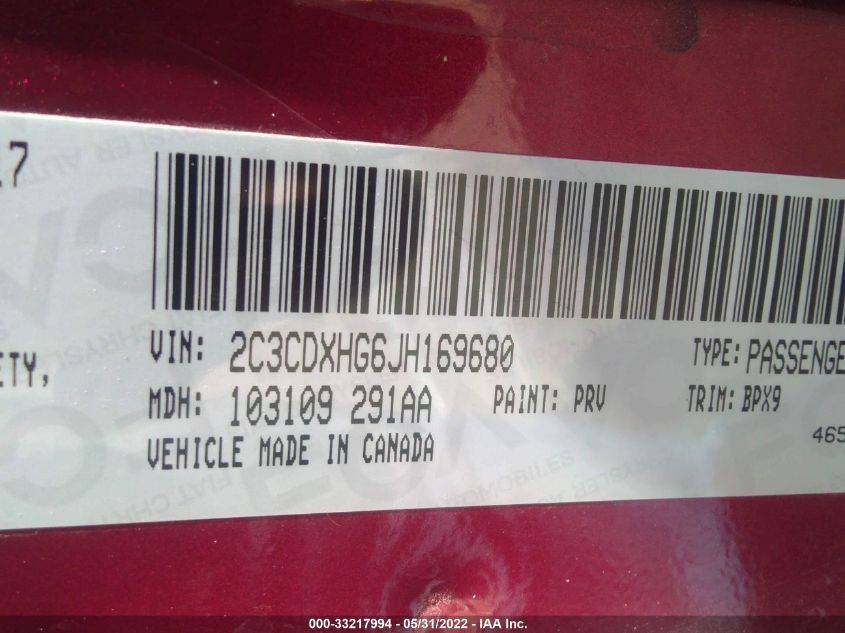 17
VIN: 2C3CDXHG6JH169680 TYPE: PASSENGE
ETY,
MDH: 103109 291AA PAINT: PRV TRIM: BPX9
VEHICLE MADE IN CANADA 465
000-33217994 - 05/31/2022 - IAA Inc.